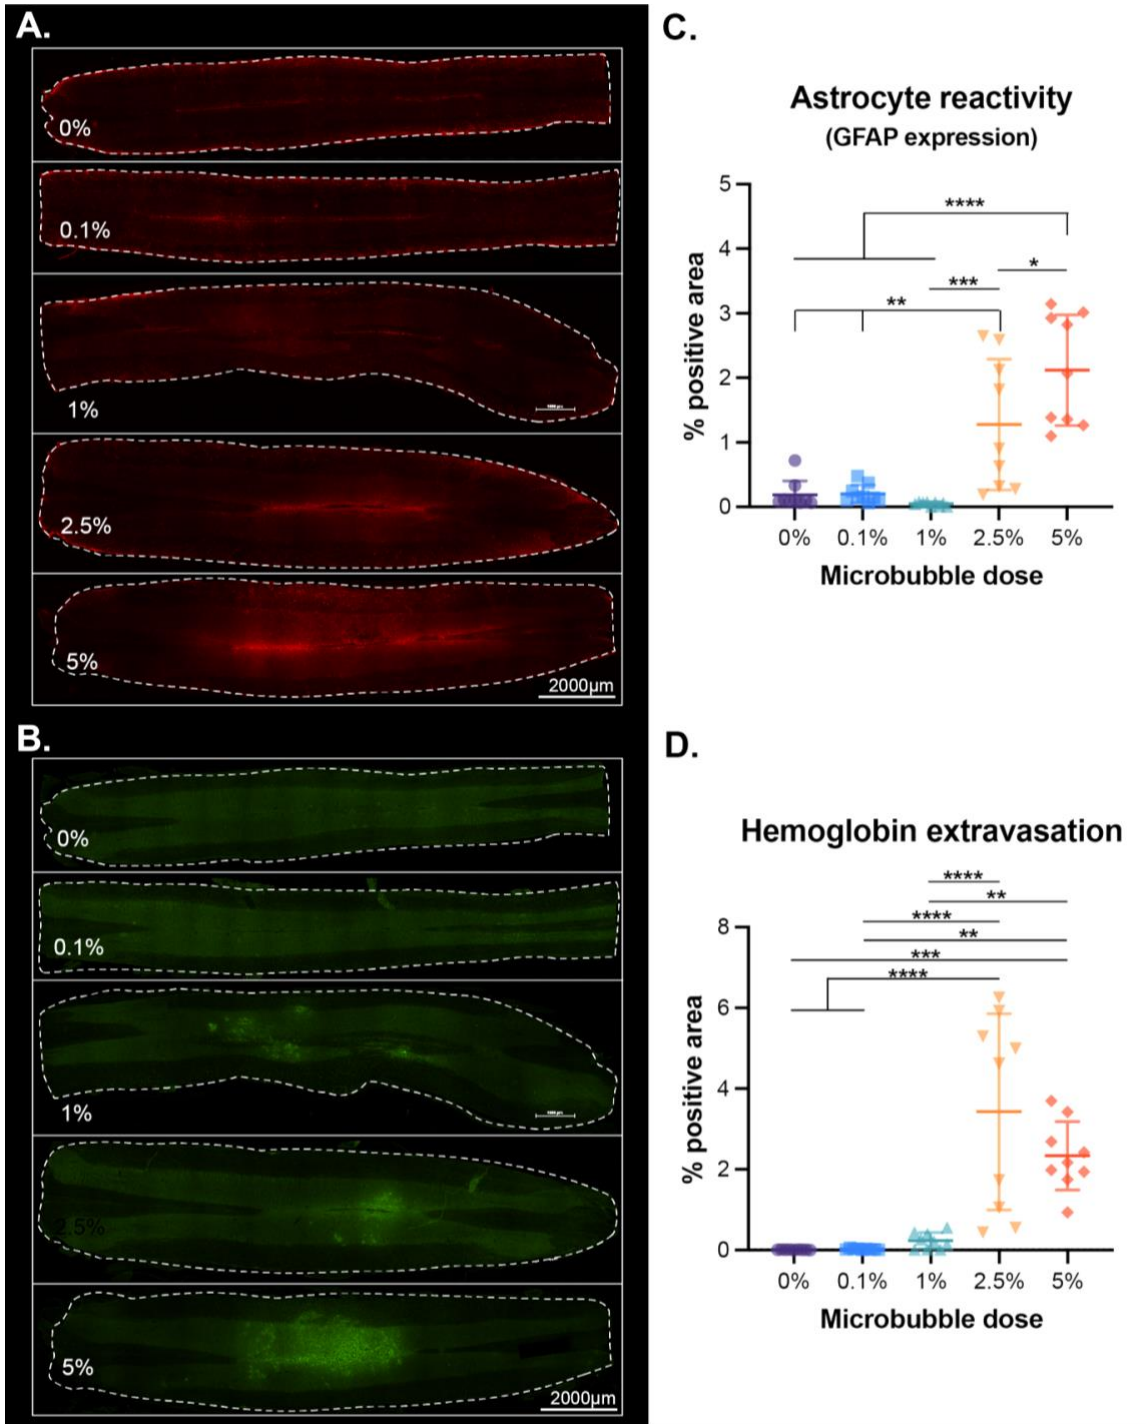 A.
0%
0.1%
1%
2.5%
5%
2000µm
B.
0%
0.1%
1%
2.5%
5%
2000µm
C.
Astrocyte reactivity
(GFAP expression)
% positive area
5
4
3
2
1
0
****
*
***
**
0% 0.1% 1% 2.5% 5%
Microbubble dose
D.
Hemoglobin extravasation
% positive area
8
6
4
2
0
****
**
****
**
***
****
0% 0.1% 1% 2.5% 5%
Microbubble dose